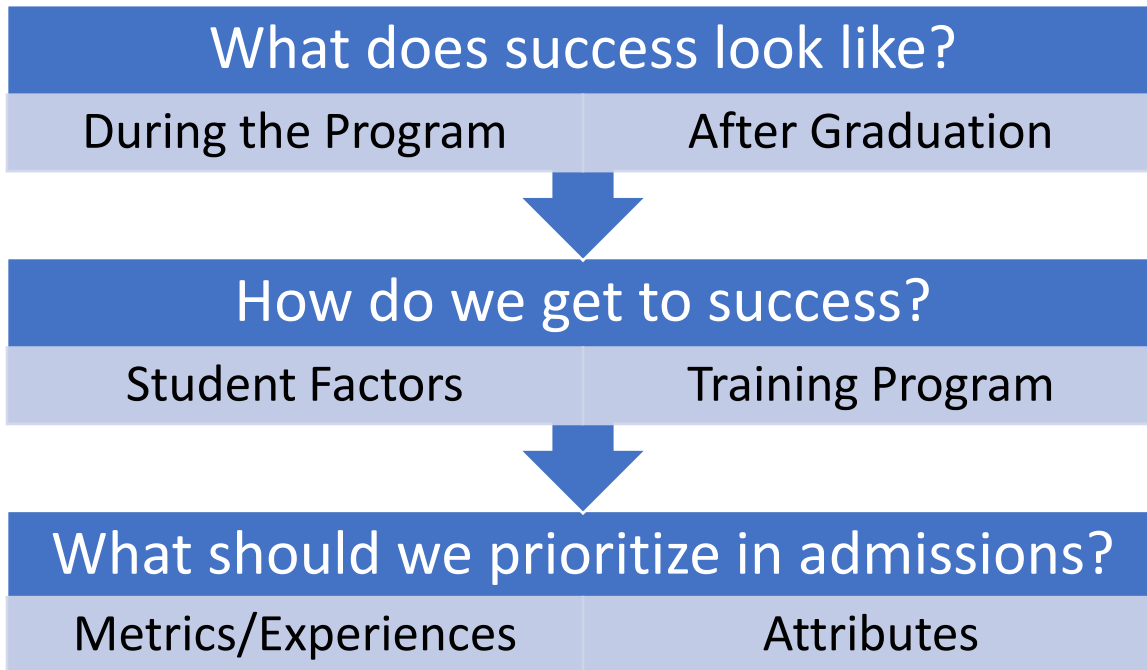 What does success look like?
During the Program
After Graduation
How do we get to success?
Student Factors
Training Program
What should we prioritize in admissions?
Metrics/Experiences
Attributes